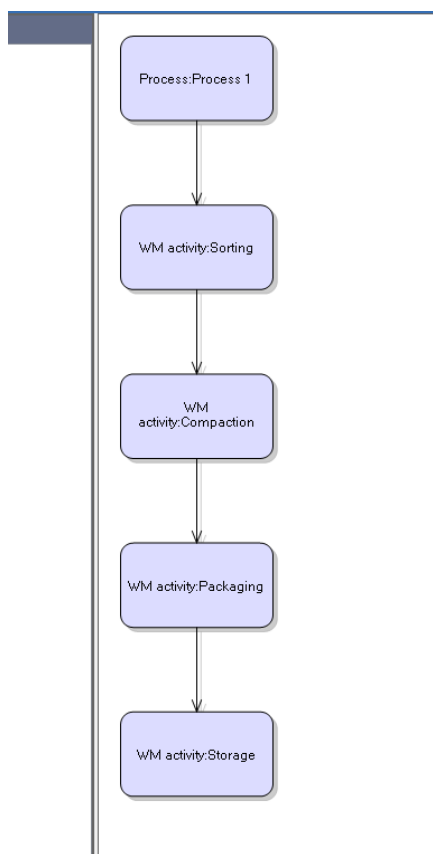 Process:Process 1
WM activity:Sorting
WM
activity:Compaction
WM activity:Packaging
WM activity:Storage